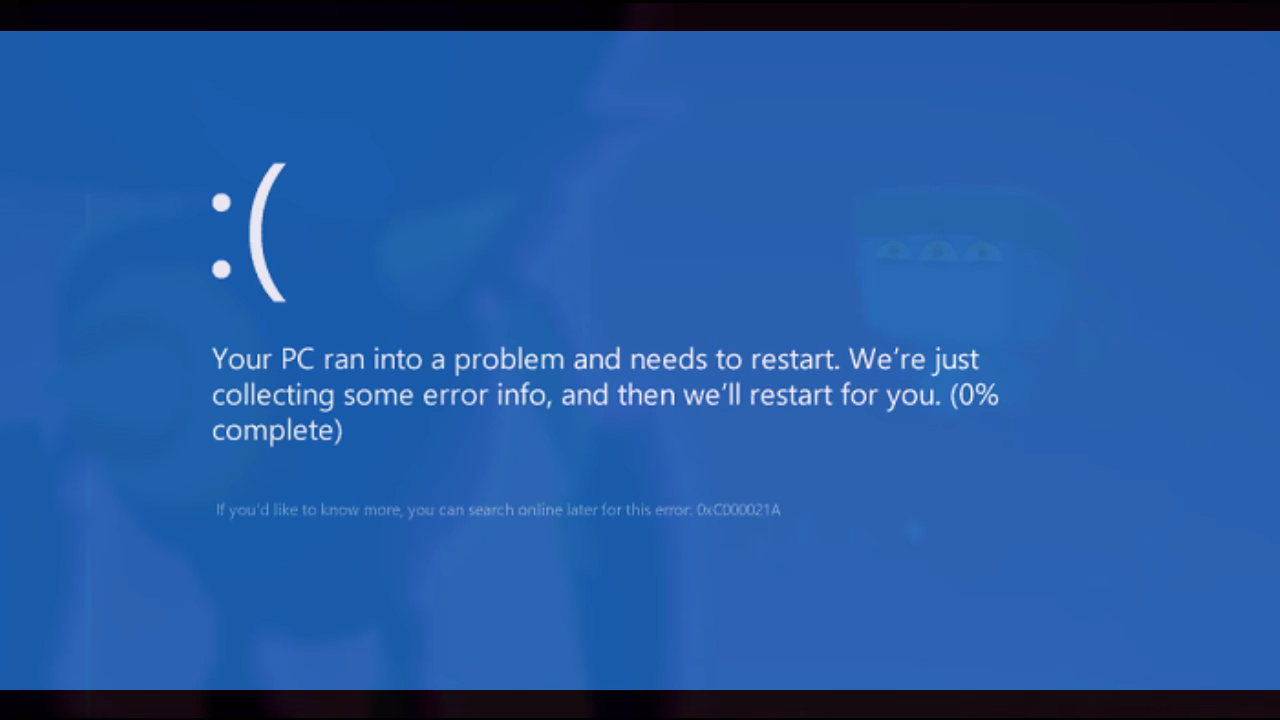 :(
Your PC ran into a problem and needs to restart. We’re just
collecting some error info, and then we’ll restart for you. (0%
complete)
If you'd like to know more, you can search online later for this error: 0xC000021A